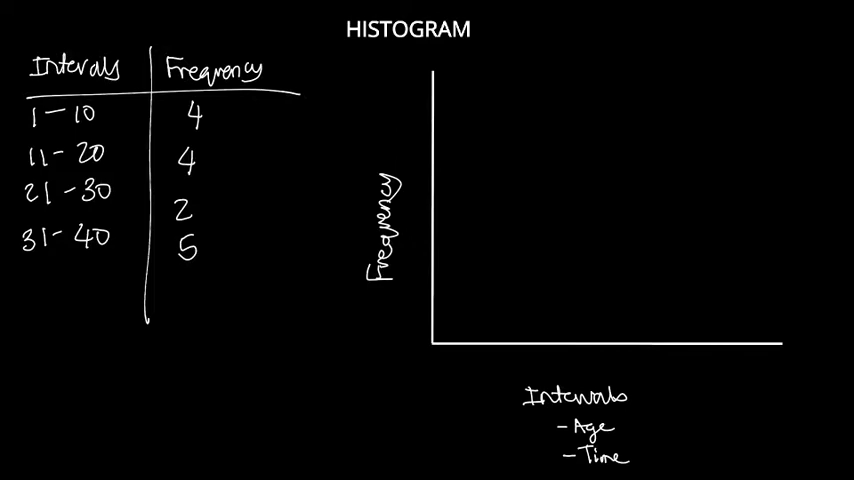 HISTOGRAM
Intervals Frequency
1-10 4
11-20 4
21-30 2
31-40 5
Frequency
Intervals
- Age
- Time